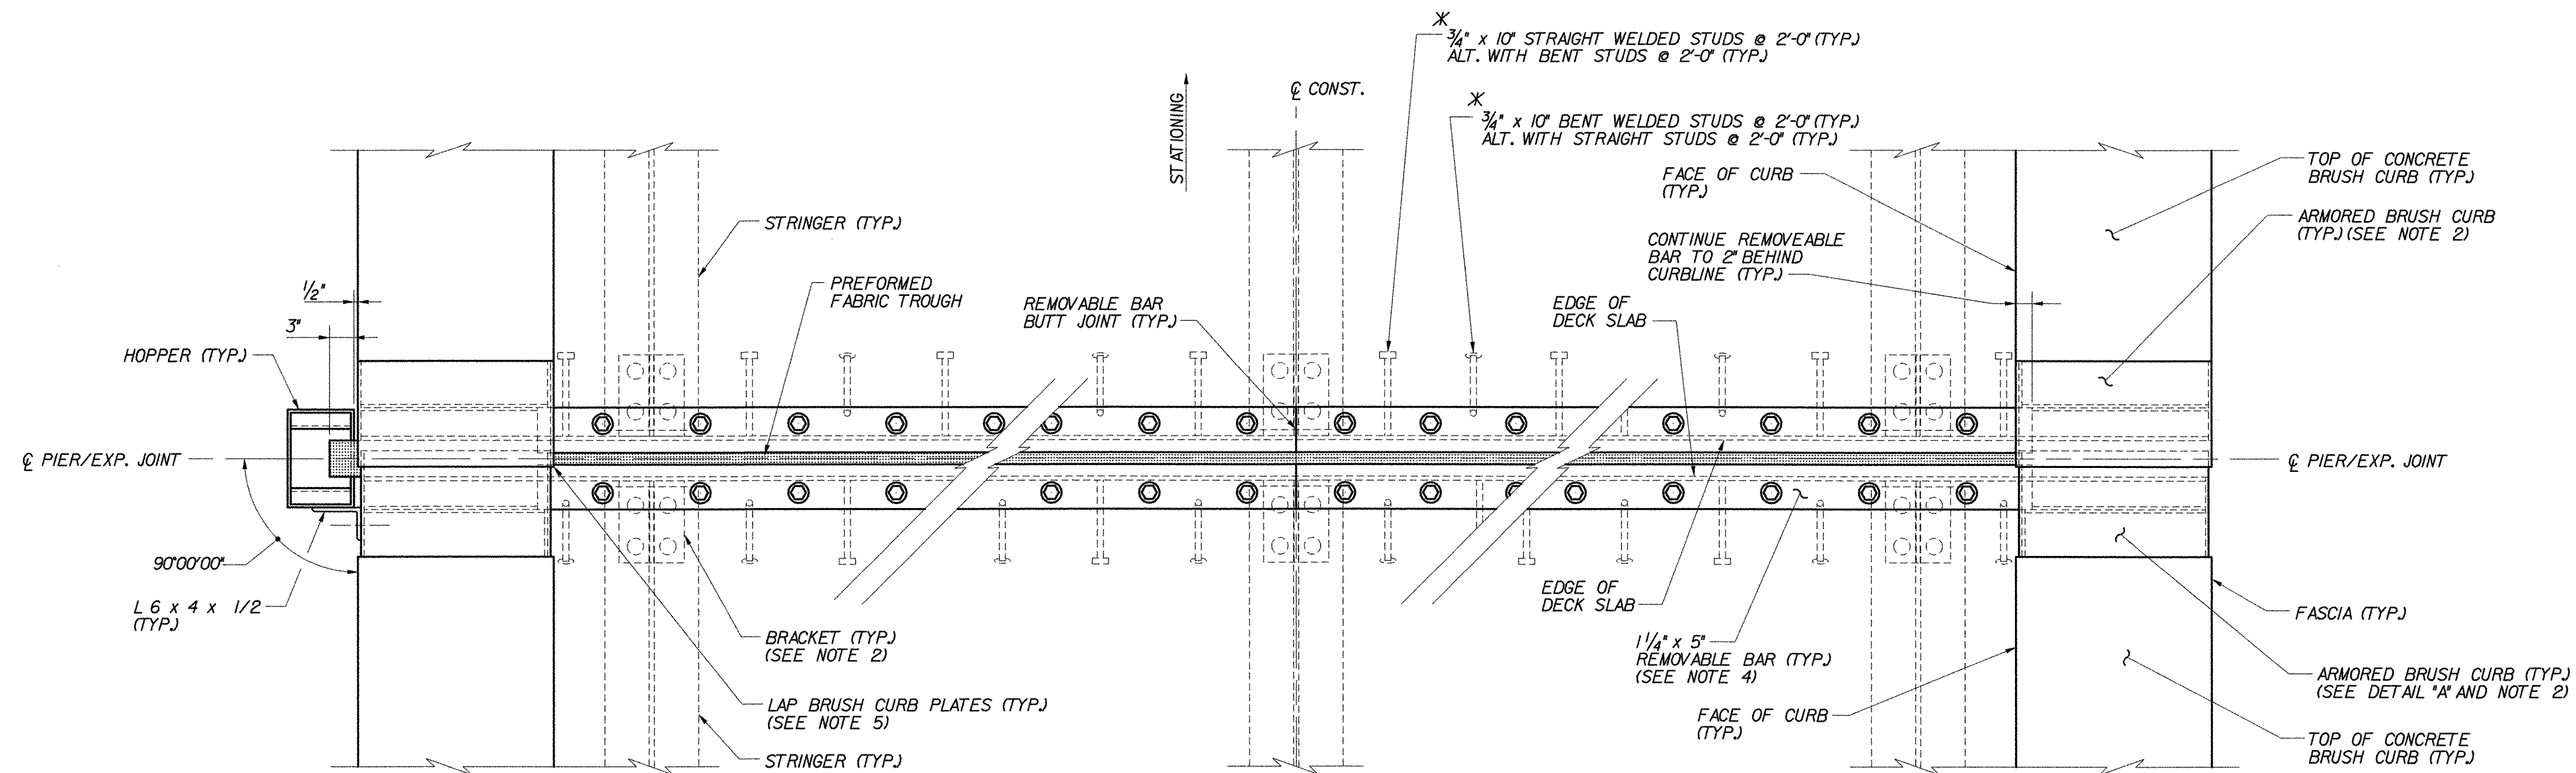 Ж
3/4" x 10" STRAIGHT WELDED STUDS @ 2'-0" (TYP.)
ALT. WITH BENT STUDS @ 2'-0" (TYP.)
STATIONING
℄ CONST.
Ж
3/4" x 10" BENT WELDED STUDS @ 2'-0" (TYP.)
ALT. WITH STRAIGHT STUDS @ 2'-0" (TYP.)
FACE OF CURB
(TYP.)
TOP OF CONCRETE
BRUSH CURB (TYP.)
STRINGER (TYP.)
ARMORED BRUSH CURB
(TYP.) (SEE NOTE 2)
CONTINUE REMOVEABLE
BAR TO 2" BEHIND
CURBLINE (TYP.)
1/2"
3"
PREFORMED
FABRIC TROUGH
REMOVABLE BAR
BUTT JOINT (TYP.)
EDGE OF
DECK SLAB
HOPPER (TYP.)
℄ PIER/EXP. JOINT
℄ PIER/EXP. JOINT
90°00'00"
L 6 x 4 x 1/2
(TYP.)
EDGE OF
DECK SLAB
FASCIA (TYP.)
BRACKET (TYP.)
(SEE NOTE 2)
1 1/4" x 5"
REMOVABLE BAR (TYP.)
(SEE NOTE 4)
ARMORED BRUSH CURB (TYP.)
(SEE DETAIL "A" AND NOTE 2)
LAP BRUSH CURB PLATES (TYP.)
(SEE NOTE 5)
FACE OF CURB
(TYP.)
STRINGER (TYP.)
TOP OF CONCRETE
BRUSH CURB (TYP.)